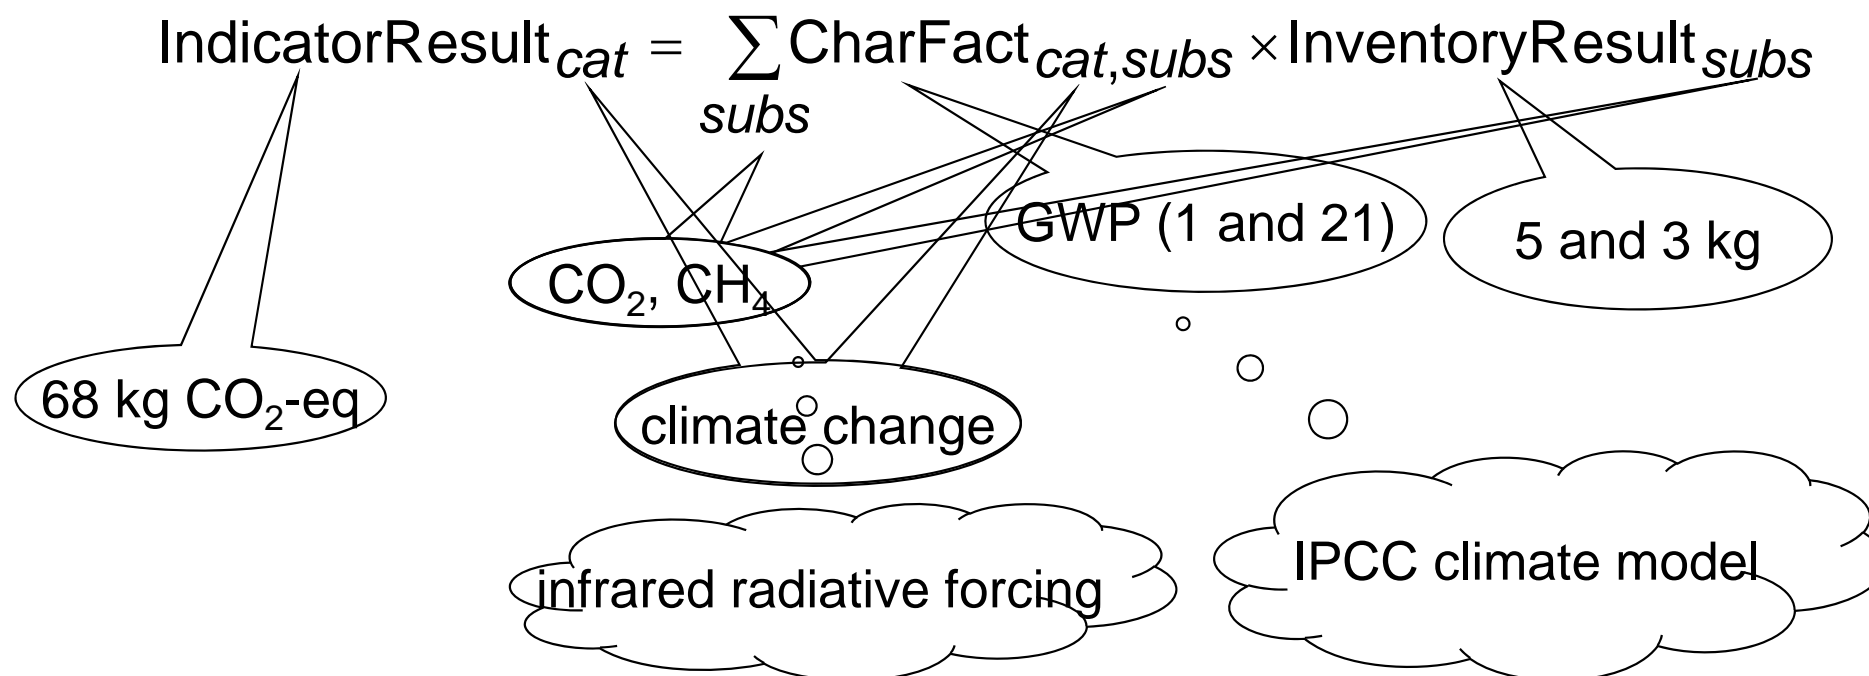 IndicatorResult_cat = ∑ CharFact_cat,subs × InventoryResult_subs
subs
GWP (1 and 21)
5 and 3 kg
CO₂, CH₄
68 kg CO₂-eq
climate change
IPCC climate model
infrared radiative forcing